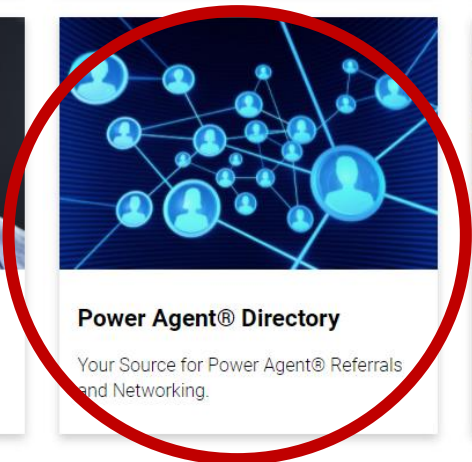 Power Agent® Directory
Your Source for Power Agent® Referrals
and Networking.